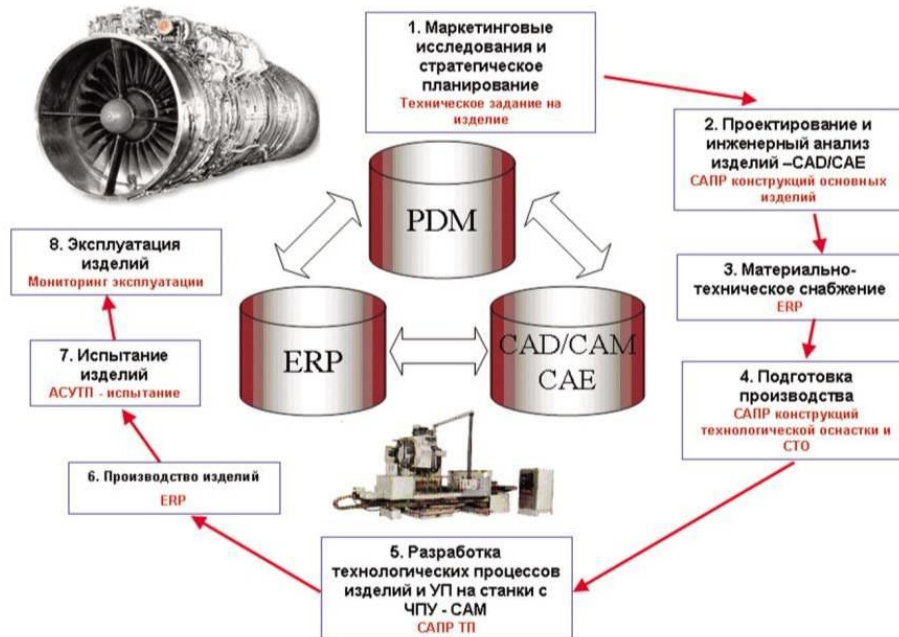 1. Маркетинговые
исследования и
стратегическое
планирование
Техническое задание на
изделие
2. Проектирование и
инженерный анализ
изделий –CAD/CAE
САПР конструкций основных
изделий
3. Материально-
техническое снабжение
ERP
4. Подготовка
производства
САПР конструкций
технологической оснастки и
СТО
5. Разработка
технологических процессов
изделий и УП на станки с
ЧПУ - САМ
САПР ТП
6. Производство изделий
ERP
7. Испытание
изделий
АСУТП - испытание
8. Эксплуатация
изделий
Мониторинг эксплуатации
PDM
ERP
CAD/CAM
CAE